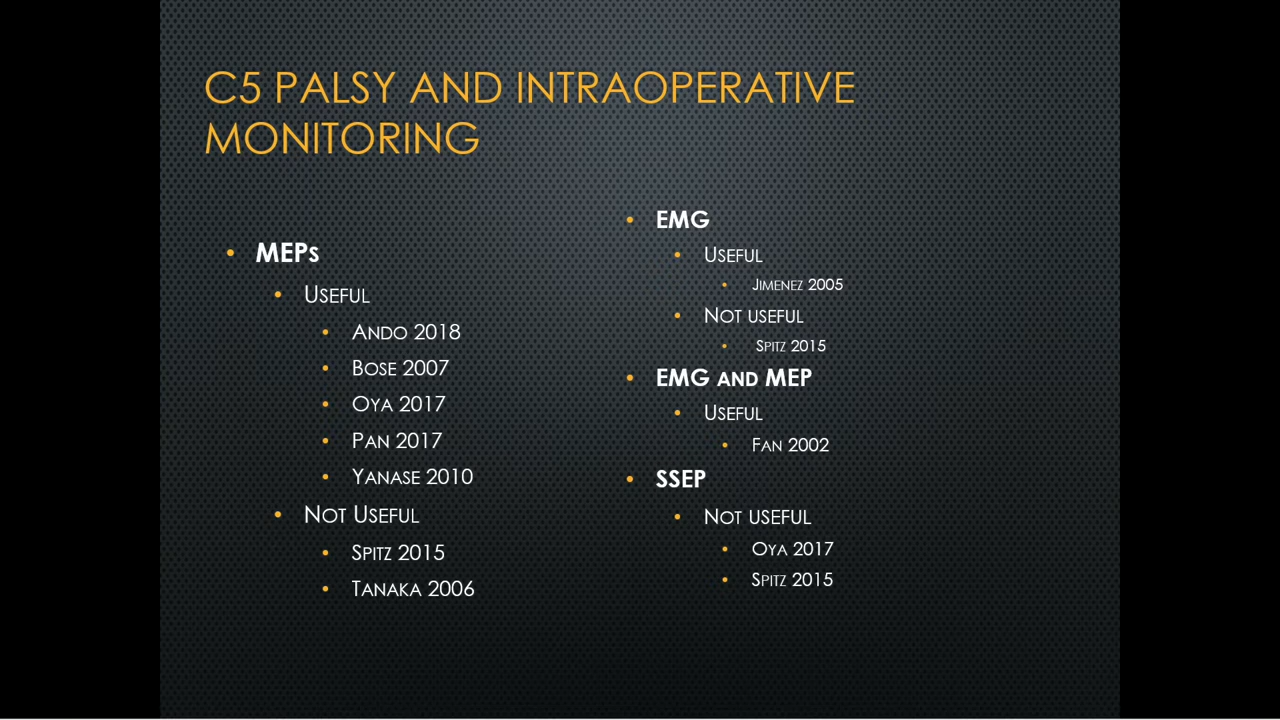 C5 PALSY AND INTRAOPERATIVE
MONITORING
• MEPs
• USEFUL
• ANDO 2018
• BOSE 2007
• OYA 2017
• PAN 2017
• YANASE 2010
• NOT USEFUL
• SPITZ 2015
• TANAKA 2006
• EMG
• USEFUL
• JIMENEZ 2005
• NOT USEFUL
• SPITZ 2015
• EMG AND MEP
• USEFUL
• FAN 2002
• SSEP
• NOT USEFUL
• OYA 2017
• SPITZ 2015